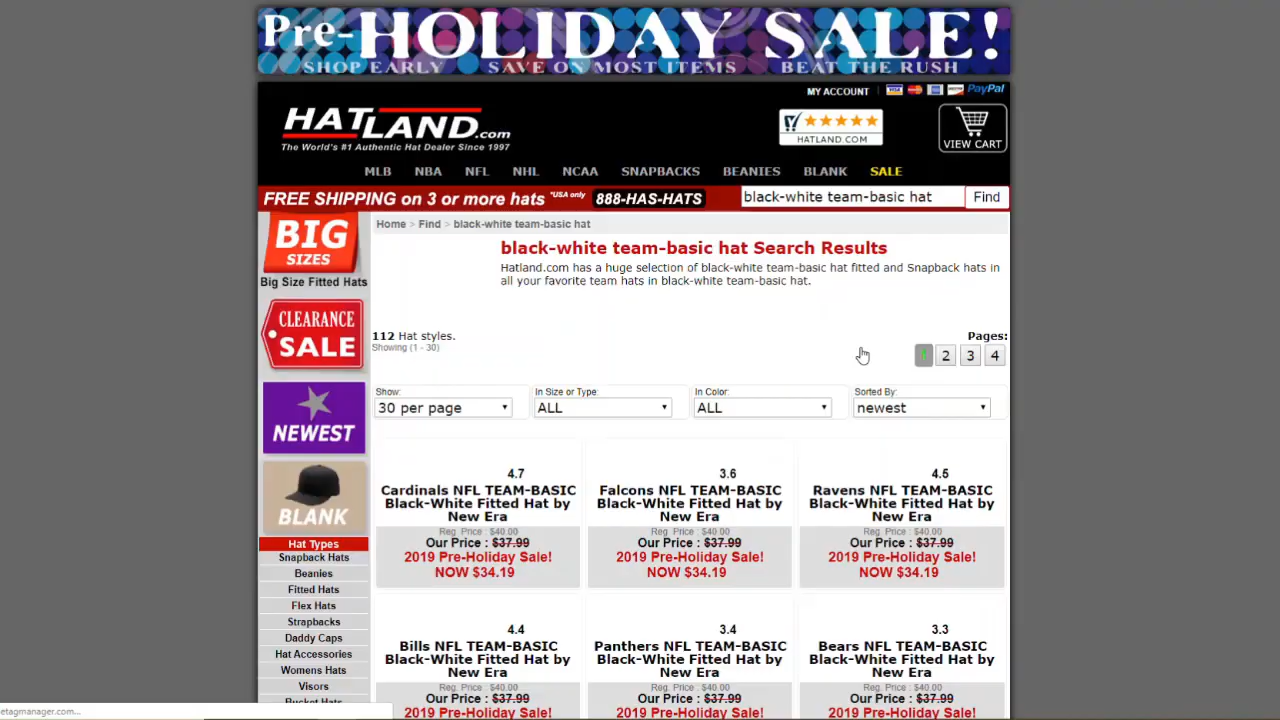 Pre-HOLIDAY SALE!
SHOP EARLY SAVE ON MOST ITEMS BEAT THE RUSH
MY ACCOUNT
VISA
PayPal
HATLAND.com
The World's #1 Authentic Hat Dealer Since 1997
HATLAND.COM
VIEW CART
MLB NBA NFL NHL NCAA SNAPBACKS BEANIES BLANK SALE
FREE SHIPPING on 3 or more hats *USA only 888-HAS-HATS
black-white team-basic hat Find
BIG
SIZES
Big Size Fitted Hats
CLEARANCE
SALE
NEWEST
BLANK
Hat Types
Snapback Hats
Beanies
Fitted Hats
Flex Hats
Strapbacks
Daddy Caps
Hat Accessories
Womens Hats
Visors
Bucket Hats
Home > Find > black-white team-basic hat
black-white team-basic hat Search Results
Hatland.com has a huge selection of black-white team-basic hat fitted and Snapback hats in
all your favorite team hats in black-white team-basic hat.
112 Hat styles.
Showing (1 - 30)
Pages:
1 2 3 4
Show: In Size or Type: In Color: Sorted By:
30 per page ALL ALL newest
4.7
Cardinals NFL TEAM-BASIC
Black-White Fitted Hat by
New Era
Reg. Price : $40.00
Our Price : $37.99
2019 Pre-Holiday Sale!
NOW $34.19
3.6
Falcons NFL TEAM-BASIC
Black-White Fitted Hat by
New Era
Reg. Price : $40.00
Our Price : $37.99
2019 Pre-Holiday Sale!
NOW $34.19
4.5
Ravens NFL TEAM-BASIC
Black-White Fitted Hat by
New Era
Reg. Price : $40.00
Our Price : $37.99
2019 Pre-Holiday Sale!
NOW $34.19
4.4
Bills NFL TEAM-BASIC
Black-White Fitted Hat by
New Era
Reg. Price : $40.00
Our Price : $37.99
2019 Pre-Holiday Sale!
3.4
Panthers NFL TEAM-BASIC
Black-White Fitted Hat by
New Era
Reg. Price : $40.00
Our Price : $37.99
2019 Pre-Holiday Sale!
3.3
Bears NFL TEAM-BASIC
Black-White Fitted Hat by
New Era
Reg. Price : $40.00
Our Price : $37.99
2019 Pre-Holiday Sale!
etagmanager.com...